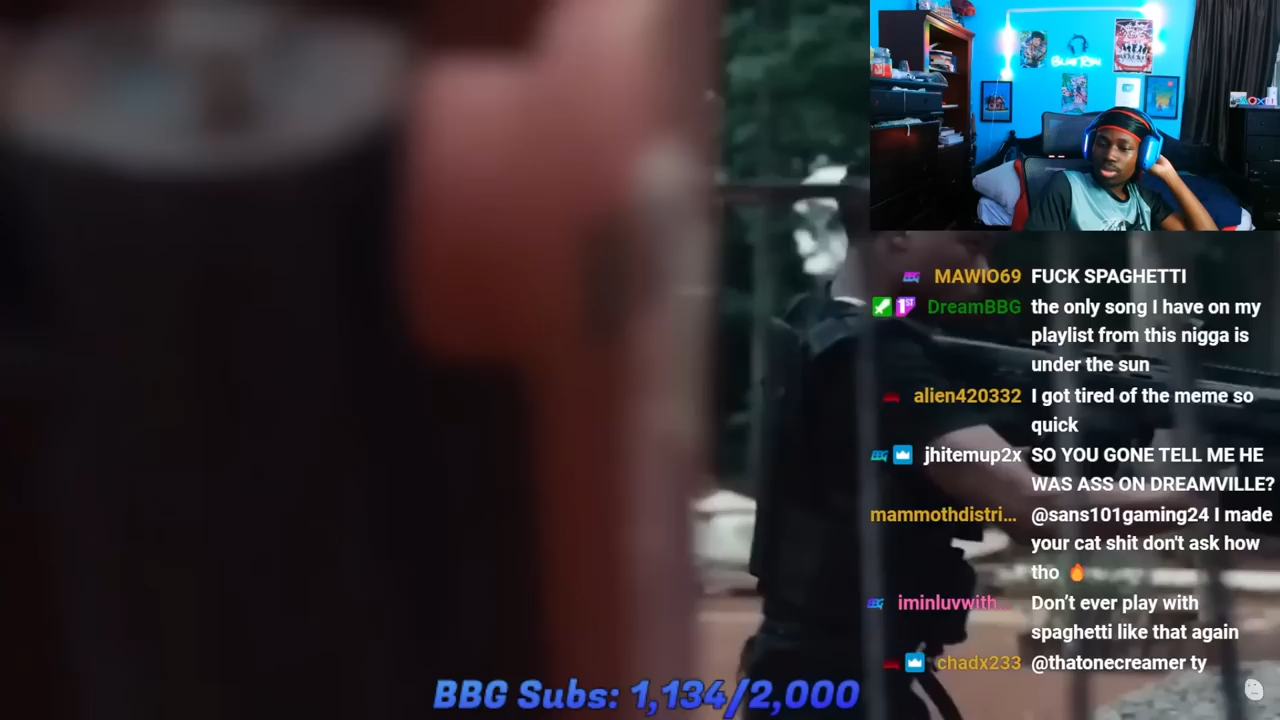 MAWIO69 FUCK SPAGHETTI
DreamBBG the only song I have on my
playlist from this nigga is
under the sun
alien420332 I got tired of the meme so
quick
jhitemup2x SO YOU GONE TELL ME HE
WAS ASS ON DREAMVILLE?
mammothdistri… @sans101gaming24 I made
your cat shit don't ask how
tho 🔥
iminluvwith… Don’t ever play with
spaghetti like that again
chadx233 @thatonecreamer ty
BBG Subs: 1,134/2,000